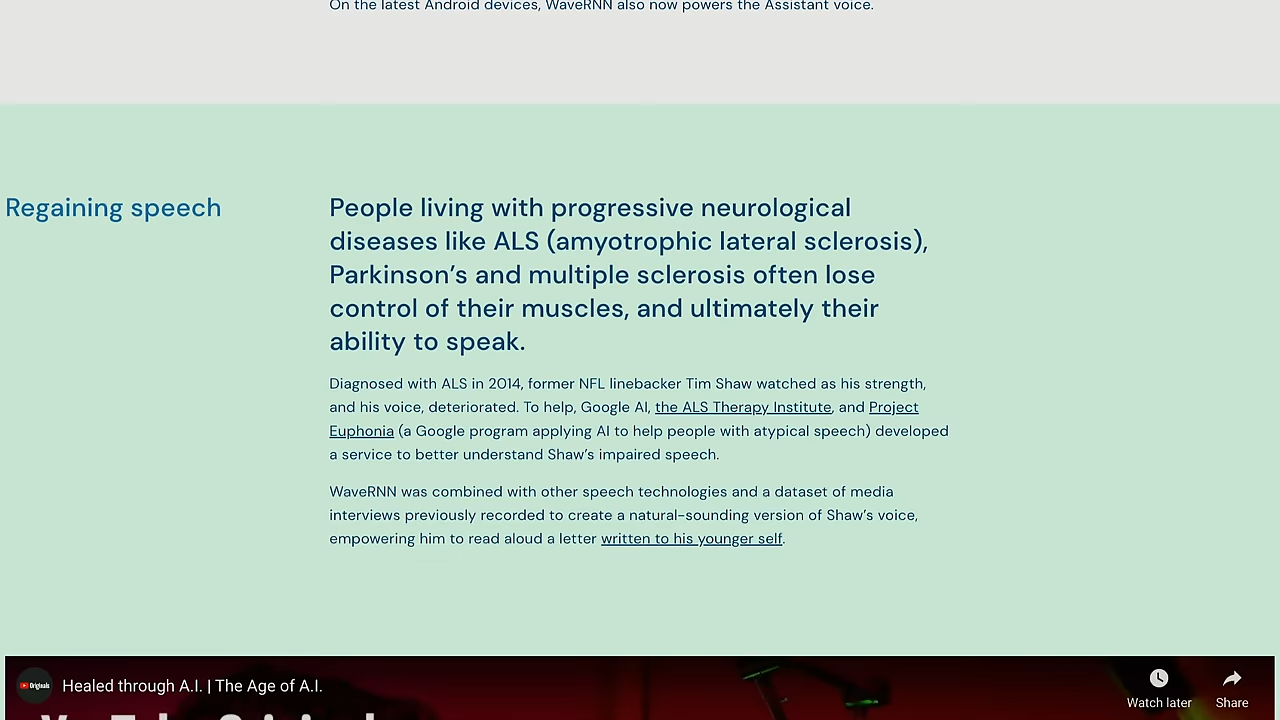 On the latest Android devices, WaveRNN also now powers the Assistant voice.
Regaining speech
People living with progressive neurological
diseases like ALS (amyotrophic lateral sclerosis),
Parkinson’s and multiple sclerosis often lose
control of their muscles, and ultimately their
ability to speak.
Diagnosed with ALS in 2014, former NFL linebacker Tim Shaw watched as his strength,
and his voice, deteriorated. To help, Google AI, the ALS Therapy Institute, and Project
Euphonia (a Google program applying AI to help people with atypical speech) developed
a service to better understand Shaw’s impaired speech.
WaveRNN was combined with other speech technologies and a dataset of media
interviews previously recorded to create a natural-sounding version of Shaw’s voice,
empowering him to read aloud a letter written to his younger self.
Originals
Healed through A.I. | The Age of A.I.
Watch later
Share
YouTube Originals